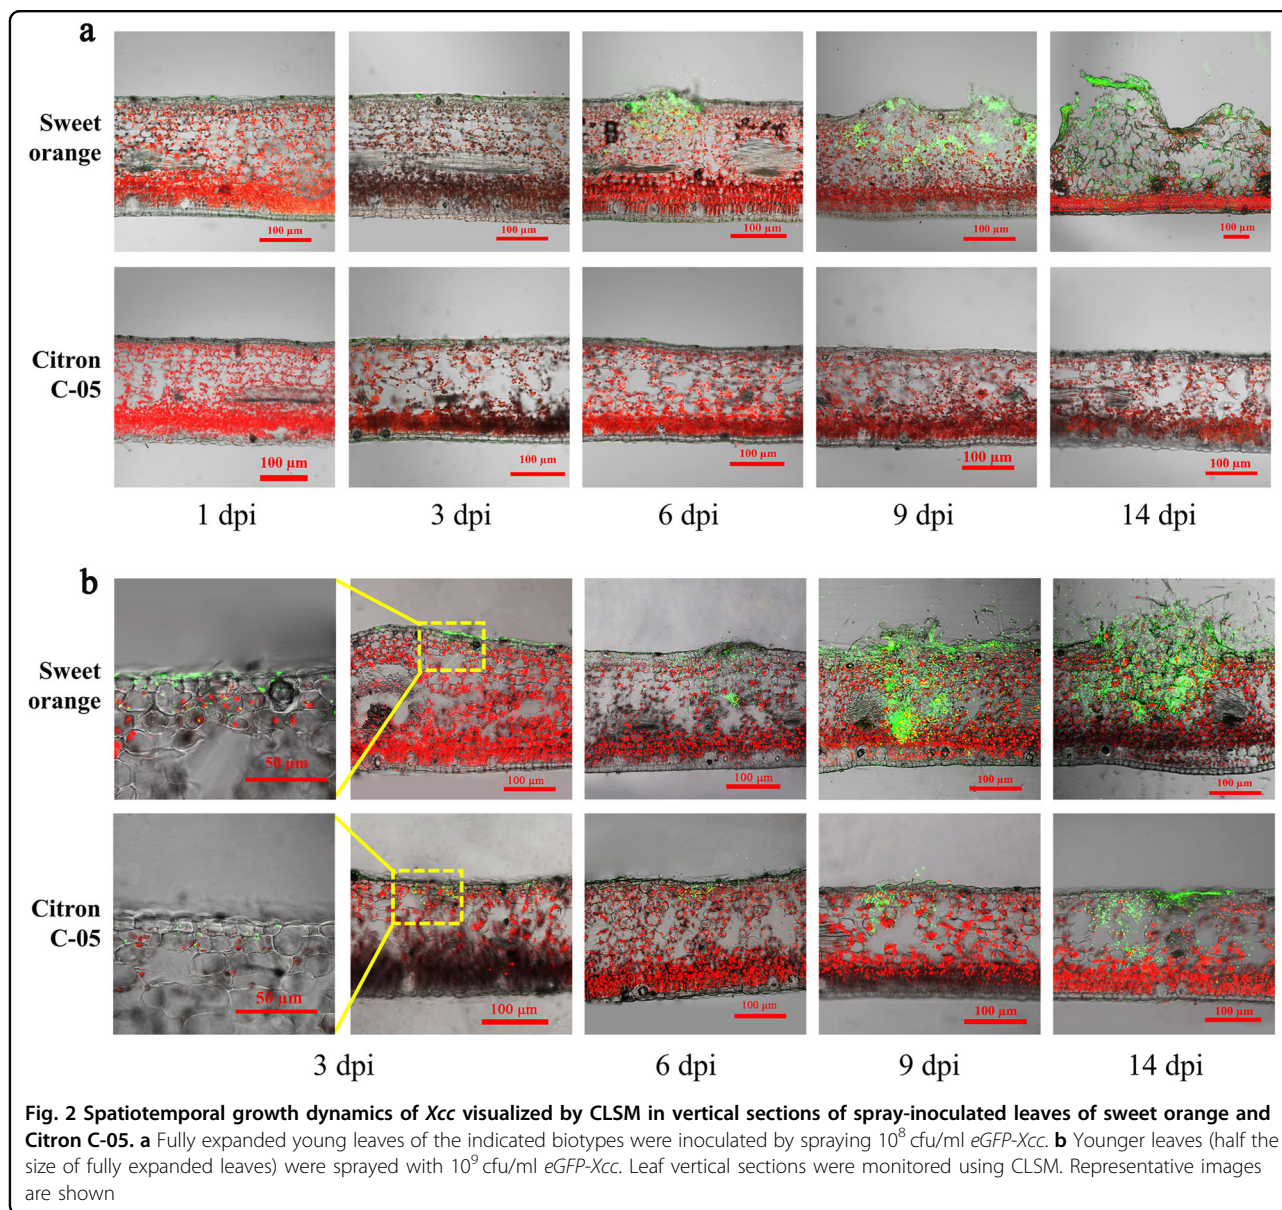 a
Sweet
orange
100 µm
100 µm
100 µm
100 µm
100 µm
Citron
C-05
100 µm
100 µm
100 µm
100 µm
100 µm
1 dpi
3 dpi
6 dpi
9 dpi
14 dpi
b
Sweet
orange
50 µm
100 µm
100 µm
100 µm
100 µm
Citron
C-05
50 µm
100 µm
100 µm
100 µm
100 µm
3 dpi
6 dpi
9 dpi
14 dpi
Fig. 2 Spatiotemporal growth dynamics of Xcc visualized by CLSM in vertical sections of spray-inoculated leaves of sweet orange and
Citron C-05. a Fully expanded young leaves of the indicated biotypes were inoculated by spraying 10⁸ cfu/ml eGFP-Xcc. b Younger leaves (half the
size of fully expanded leaves) were sprayed with 10⁹ cfu/ml eGFP-Xcc. Leaf vertical sections were monitored using CLSM. Representative images
are shown